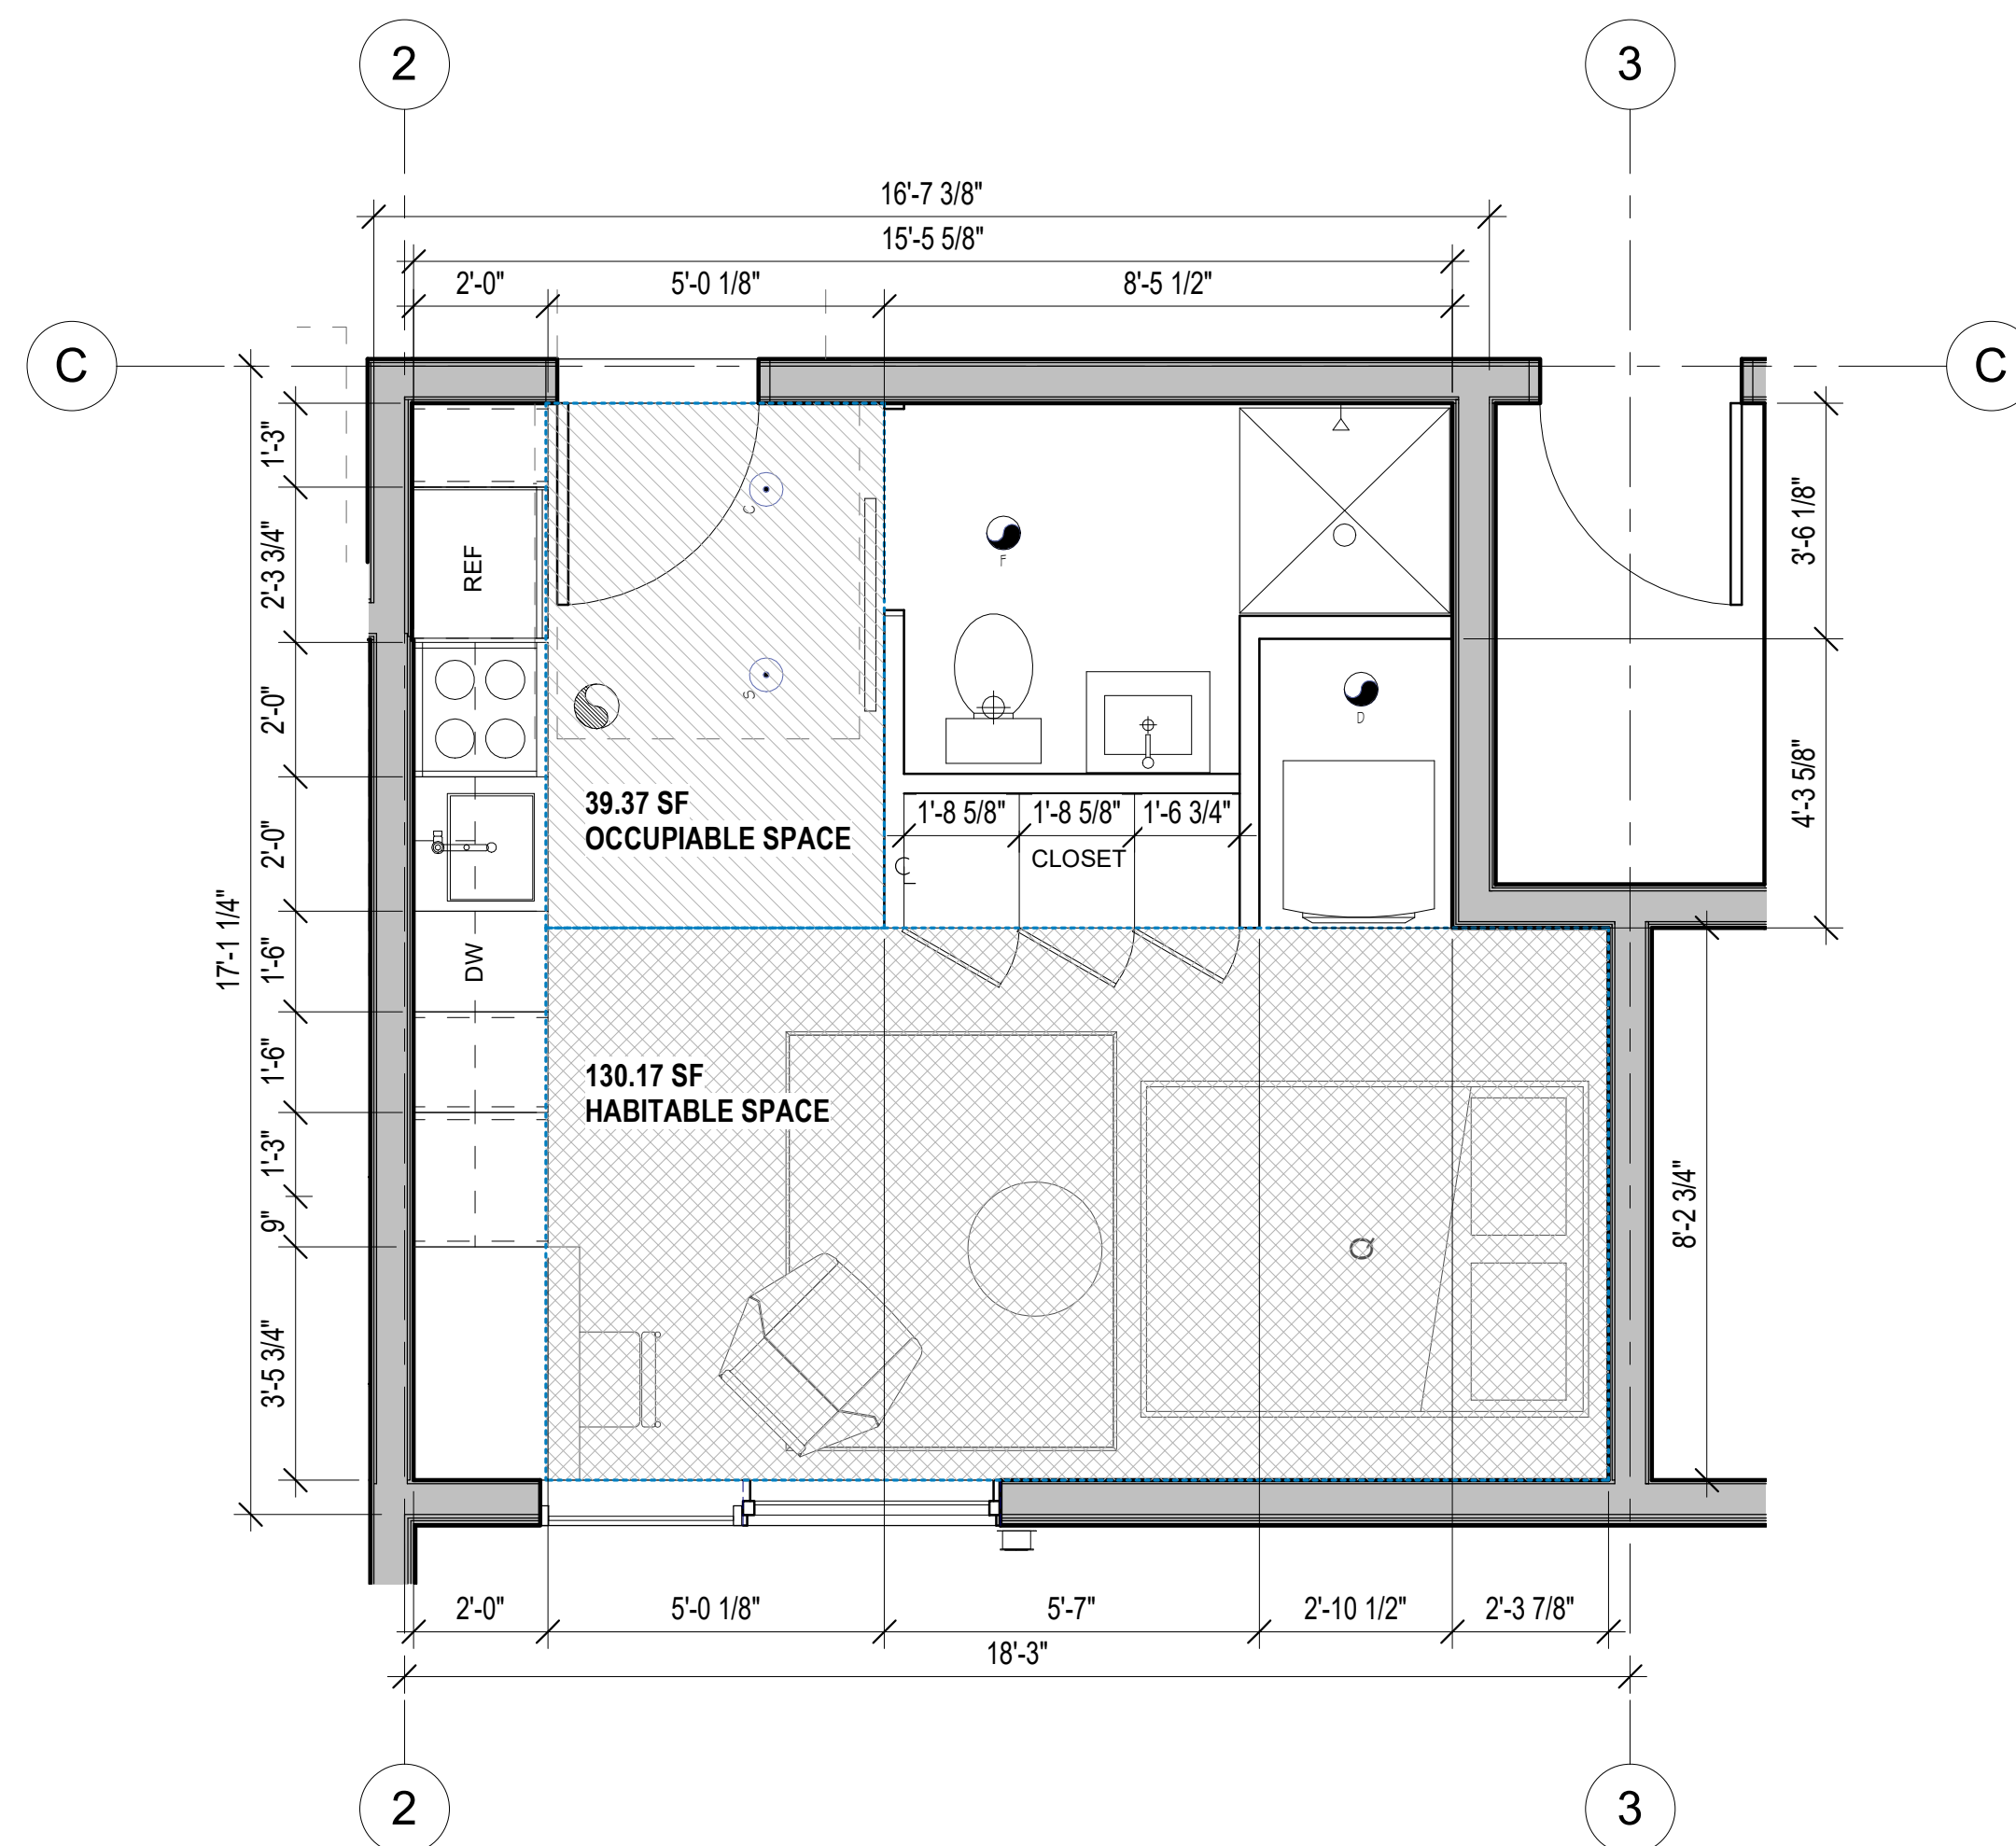 2
3
16'-7 3/8"
15'-5 5/8"
2'-0"
5'-0 1/8"
8'-5 1/2"
C
C
1'-3"
2'-3 3/4"
2'-0"
2'-0"
1'-6"
1'-6"
1'-3"
9"
3'-5 3/4"
17'-1 1/4"
REF
DW
C
S
F
D
39.37 SF
OCCUPIABLE SPACE
1'-8 5/8"
1'-8 5/8"
1'-6 3/4"
CL
CLOSET
3'-6 1/8"
4'-3 5/8"
130.17 SF
HABITABLE SPACE
Q
8'-2 3/4"
2'-0"
5'-0 1/8"
5'-7"
2'-10 1/2"
2'-3 7/8"
18'-3"
2
3